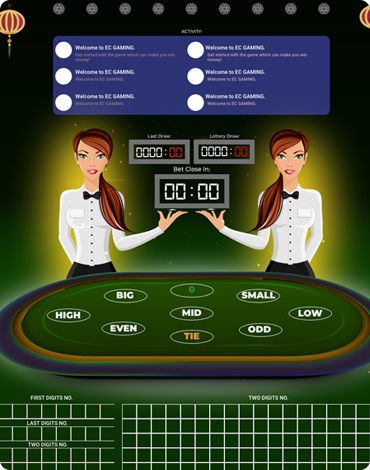 ACTIVITY:
Welcome to EC GAMING.
Get started with the game which can make you win
money!
Welcome to EC GAMING.
Get started with the game which can make you win
money!
Welcome to EC GAMING.
Welcome to EC GAMING.
Welcome to EC GAMING.
Welcome to EC GAMING.
Welcome to EC GAMING.
Welcome to EC GAMING.
Welcome to EC GAMING.
Welcome to EC GAMING.
Last Draw:
Lottery Draw:
0000:00
0000:00
Bet Close In:
00:00
BIG
0
SMALL
HIGH
MID
LOW
EVEN
TIE
ODD
FIRST DIGITS NO.
TWO DIGITS NO.
LAST DIGITS NO.
TWO DIGITS NO.